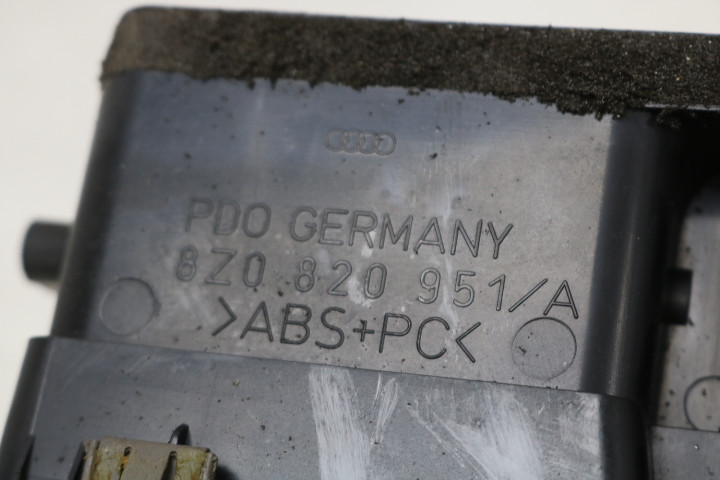 PDO GERMANY
8Z0 820 951/A
>ABS+PC<